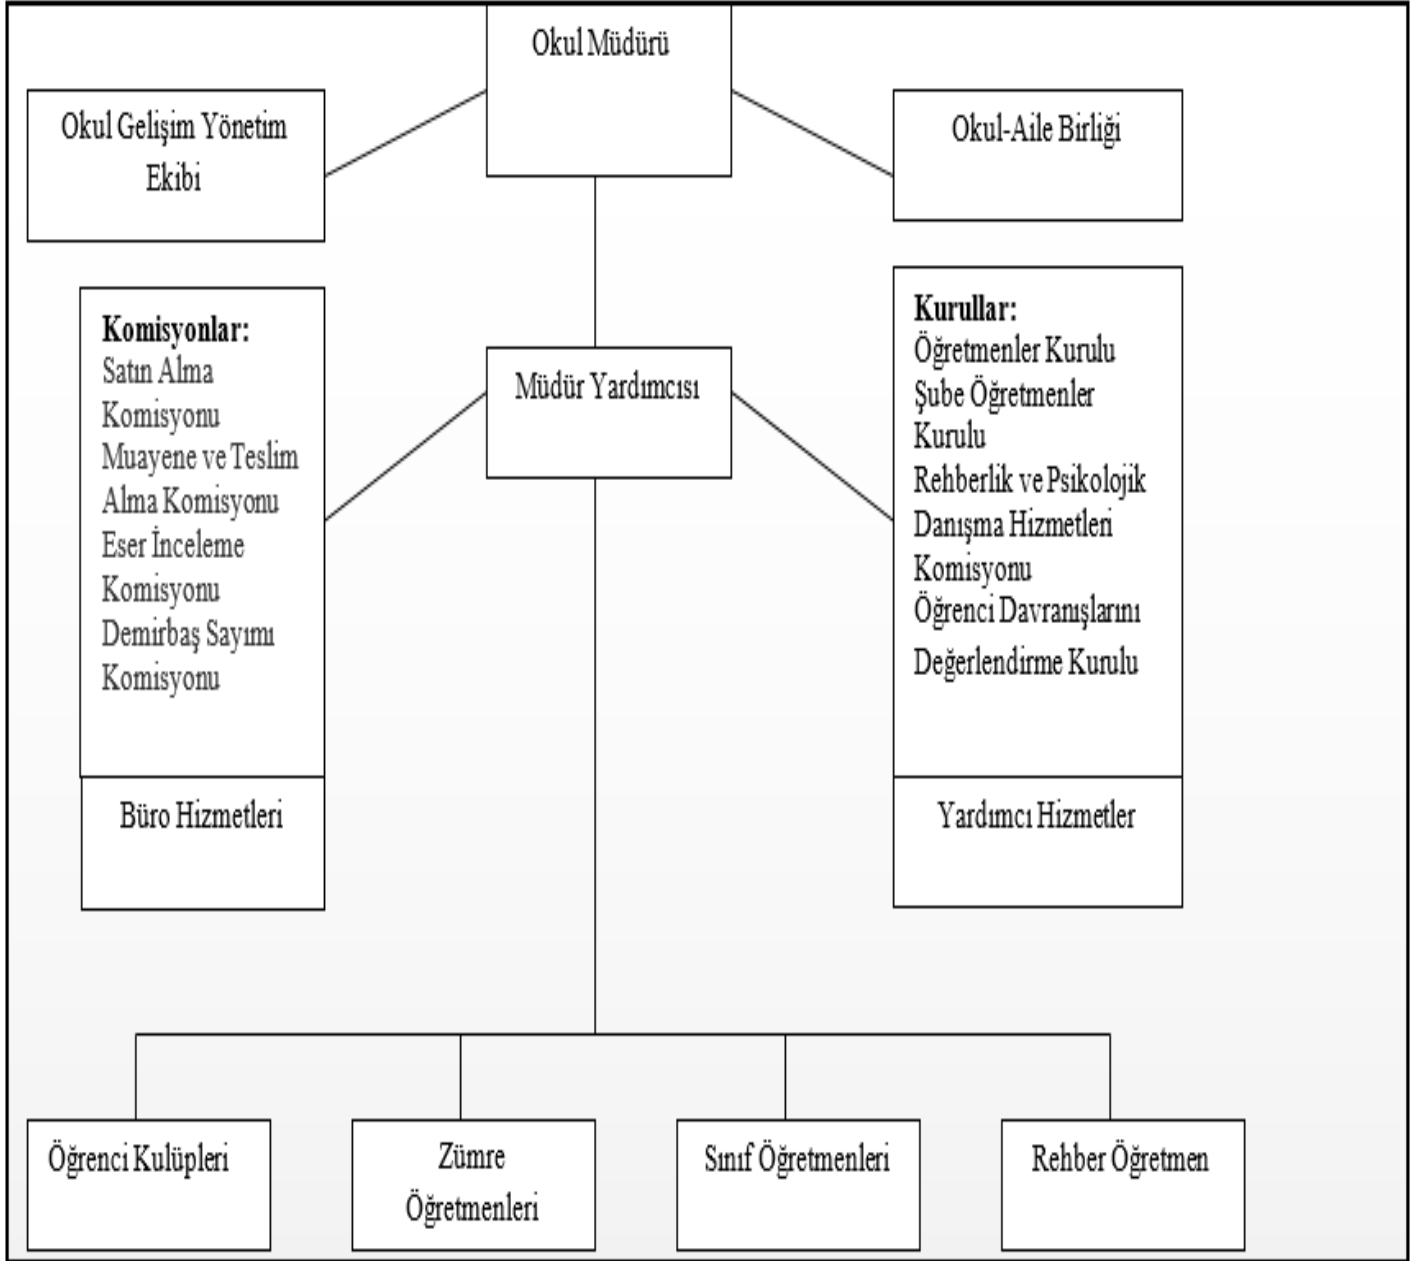 Okul Müdürü
Okul Gelişim Yönetim
Ekibi
Okul-Aile Birliği
Komisyonlar:
Satın Alma
Komisyonu
Muayene ve Teslim
Alma Komisyonu
Eser İnceleme
Komisyonu
Demirbaş Sayımı
Komisyonu
Müdür Yardımcısı
Kurullar:
Öğretmenler Kurulu
Şube Öğretmenler
Kurulu
Rehberlik ve Psikolojik
Danışma Hizmetleri
Komisyonu
Öğrenci Davranışlarını
Değerlendirme Kurulu
Büro Hizmetleri
Yardımcı Hizmetler
Öğrenci Kulüpleri
Zümre
Öğretmenleri
Sınıf Öğretmenleri
Rehber Öğretmen